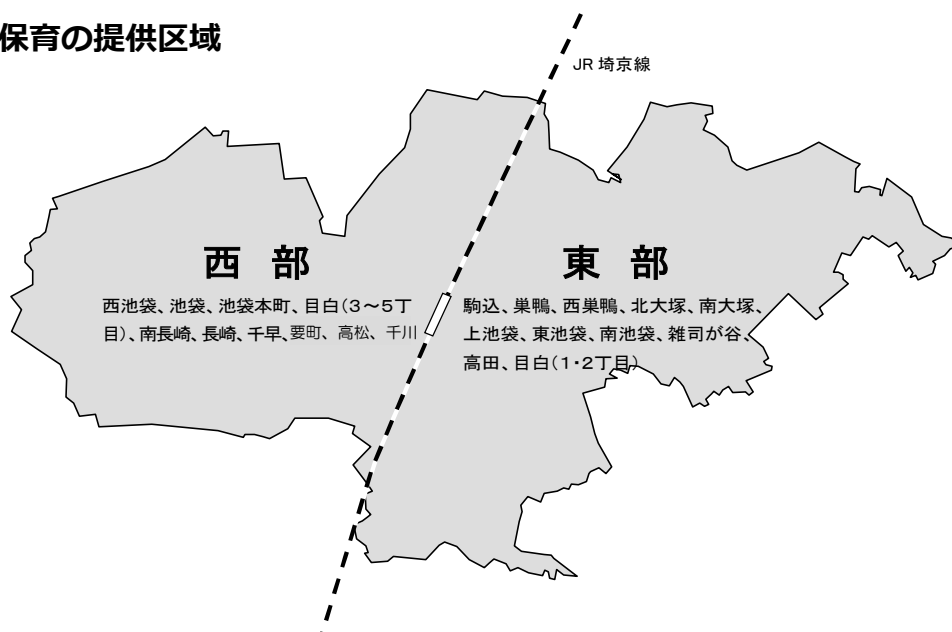 保育の提供区域
JR 埼京線
西 部
西池袋、池袋、池袋本町、目白（３～５丁
目）、南長崎、長崎、千早、要町、高松、千川
東 部
駒込、巣鴨、西巣鴨、北大塚、南大塚、
上池袋、東池袋、南池袋、雑司が谷、
高田、目白（１・２丁目）